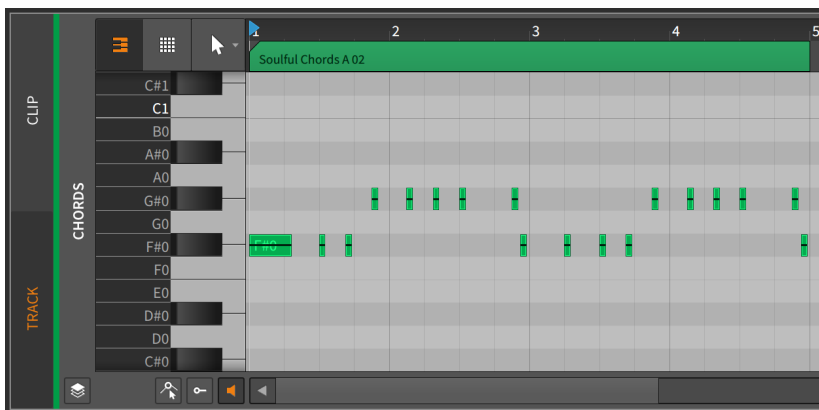 CLIP
TRACK
CHORDS
1 2 3 4 5
Soulful Chords A 02
C#1
C1
B0
A#0
A0
G#0
G0
F#0 F#0
F0
E0
D#0
D0
C#0